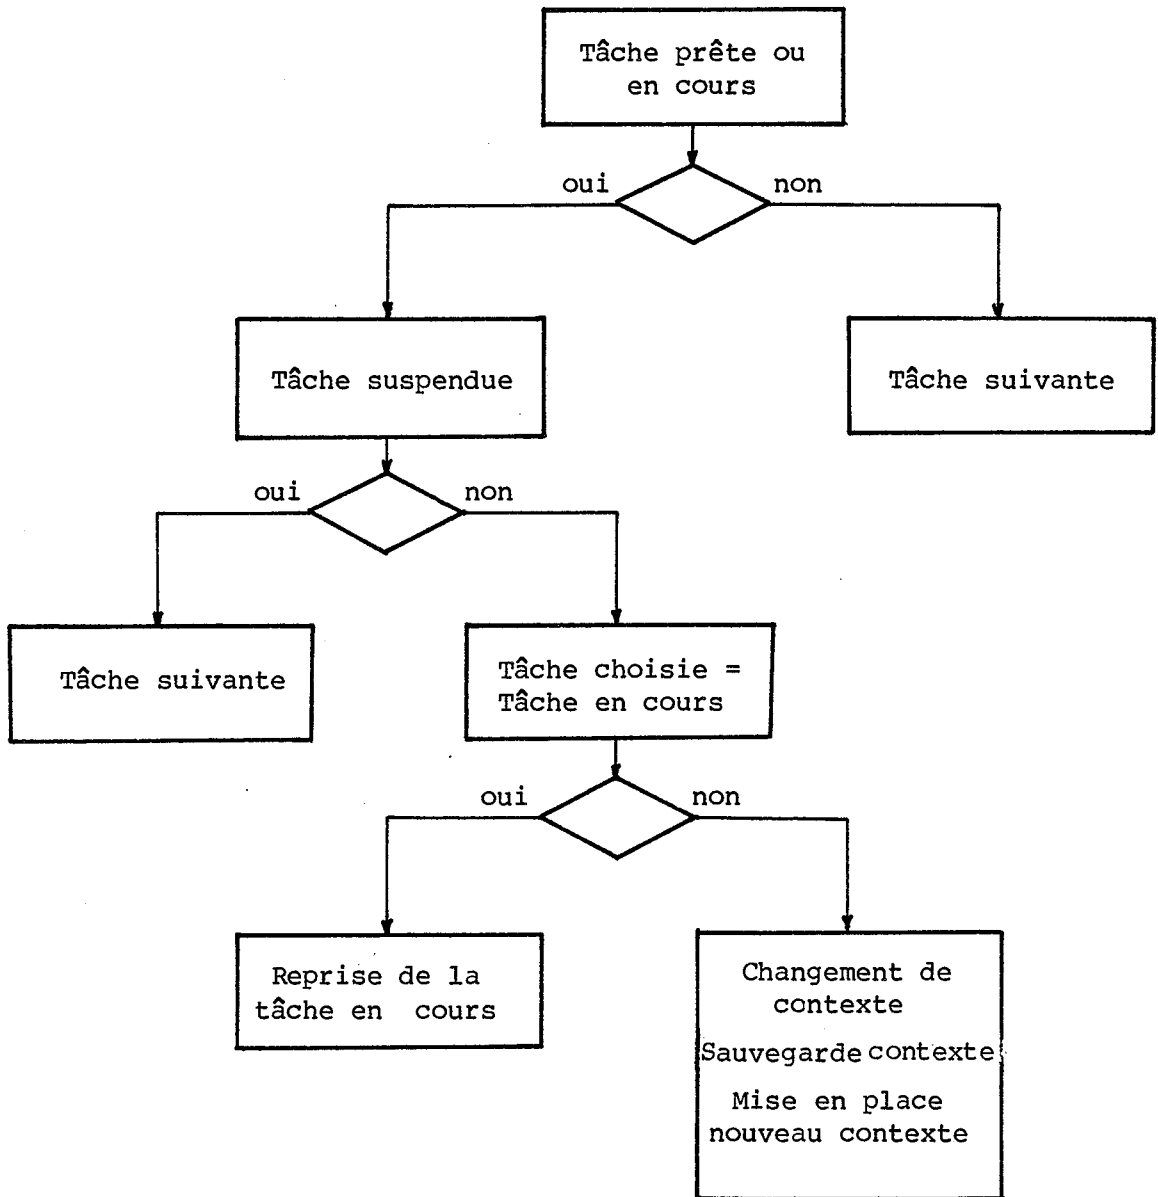 Tâche prête ou
en cours
oui
non
Tâche suspendue
Tâche suivante
oui
non
Tâche suivante
Tâche choisie =
Tâche en cours
oui
non
Reprise de la
tâche en cours
Changement de
contexte
Sauvegarde contexte
Mise en place
nouveau contexte